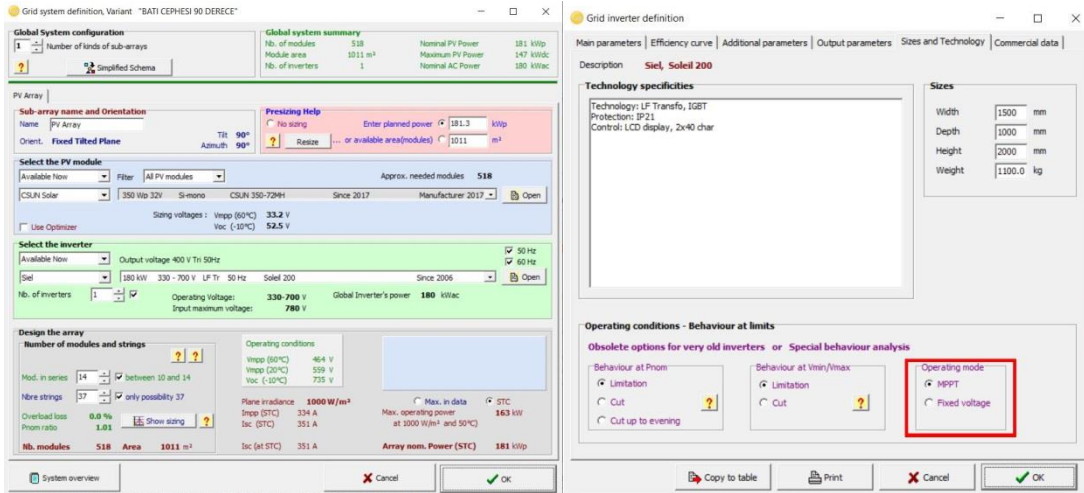 Grid system definition, Variant "BATI CEPHESI 90 DERECE"
Global System configuration
1 Number of kinds of sub-arrays
? Simplified Schema
Global system summary
Nb. of modules 518 Nominal PV Power 181 kWp
Module area 1011 m² Maximum PV Power 147 kWdc
Nb. of inverters 1 Nominal AC Power 180 kWac
PV Array
Sub-array name and Orientation
Name PV Array
Orient. Fixed Tilted Plane
Tilt 90°
Azimuth 90°
Presizing Help
No sizing Enter planned power 181.3 kWp
? Resize ... or available area(modules) 1011 m²
Select the PV module
Available Now Filter All PV modules Approx. needed modules 518
CSUN Solar 350 Wp 32V Si-mono CSUN 350-72MH Since 2017 Manufacturer 2017 Open
Sizing voltages : Vmpp (60°C) 33.2 V
Use Optimizer Voc (-10°C) 52.5 V
Select the inverter
50 Hz
Available Now Output voltage 400 V Tri 50Hz 60 Hz
Siel 180 kW 330 - 700 V LF Tr 50 Hz Soleil 200 Since 2006 Open
Nb. of inverters 1 Operating Voltage: 330-700 V Global Inverter's power 180 kWac
Input maximum voltage: 780 V
Design the array
Number of modules and strings
? ?
Mod. in series 14 between 10 and 14
Nbre strings 37 only possibility 37
Overload loss 0.0 %
Pnom ratio 1.01 Show sizing ?
Nb. modules 518 Area 1011 m²
Operating conditions
Vmpp (60°C) 464 V
Vmpp (20°C) 559 V
Voc (-10°C) 735 V
Plane irradiance 1000 W/m² Max. in data STC
Impp (STC) 334 A Max. operating power 163 kW
Isc (STC) 351 A at 1000 W/m² and 50°C)
Isc (at STC) 351 A Array nom. Power (STC) 181 kWp
System overview Cancel OK
Grid inverter definition
Main parameters Efficiency curve Additional parameters Output parameters Sizes and Technology Commercial data
Description Siel, Soleil 200
Technology specificities
Technology: LF Transfo, IGBT
Protection: IP21
Control: LCD display, 2x40 char
Sizes
Width 1500 mm
Depth 1000 mm
Height 2000 mm
Weight 1100.0 kg
Operating conditions - Behaviour at limits
Obsolete options for very old inverters or Special behaviour analysis
Behaviour at Pnom
Limitation
Cut ?
Cut up to evening
Behaviour at Vmin/Vmax
Limitation
Cut ?
Operating mode
MPPT
Fixed voltage
Copy to table Print Cancel OK